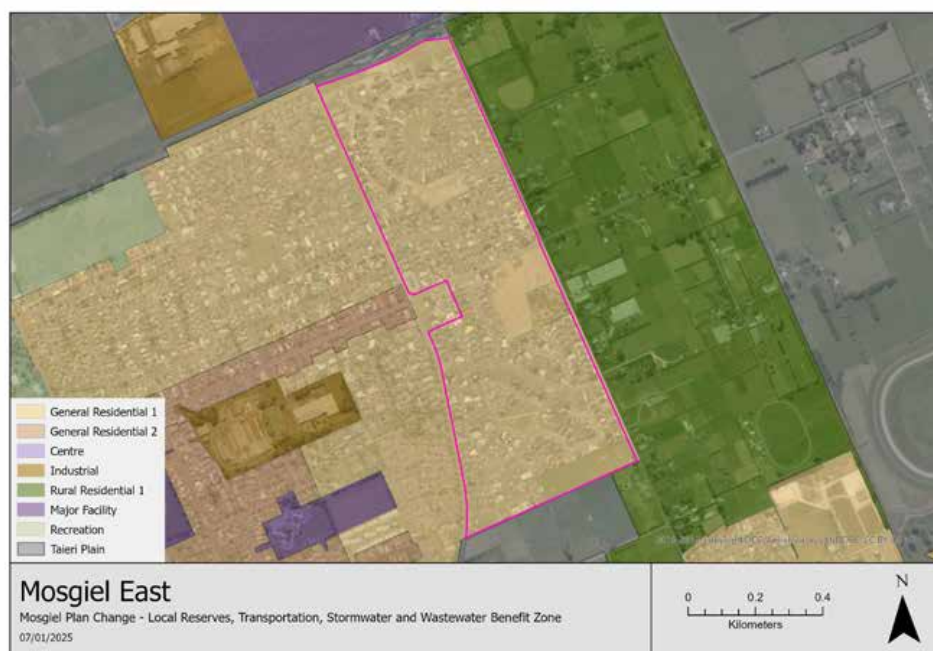 General Residential 1
General Residential 2
Centre
Industrial
Rural Residential 1
Major Facility
Recreation
Taieri Plain
Mosgiel East
Mosgiel Plan Change - Local Reserves, Transportation, Stormwater and Wastewater Benefit Zone
07/01/2025
0 0.2 0.4
Kilometers
N